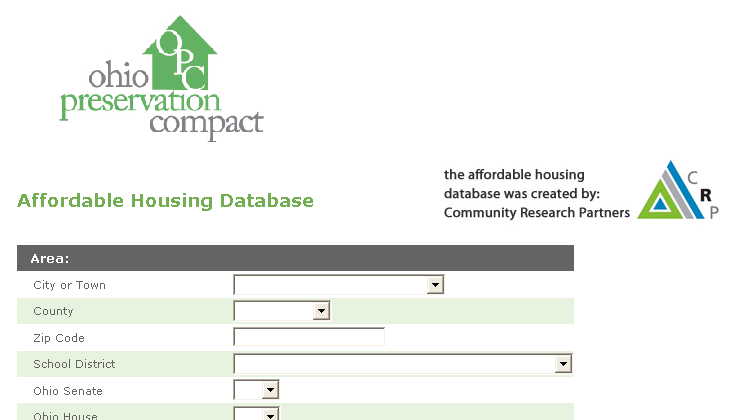 OPC
ohio
preservation
compact
the affordable housing
database was created by:
Community Research Partners
CRP
Affordable Housing Database
Area:
City or Town
County
Zip Code
School District
Ohio Senate
Ohio House